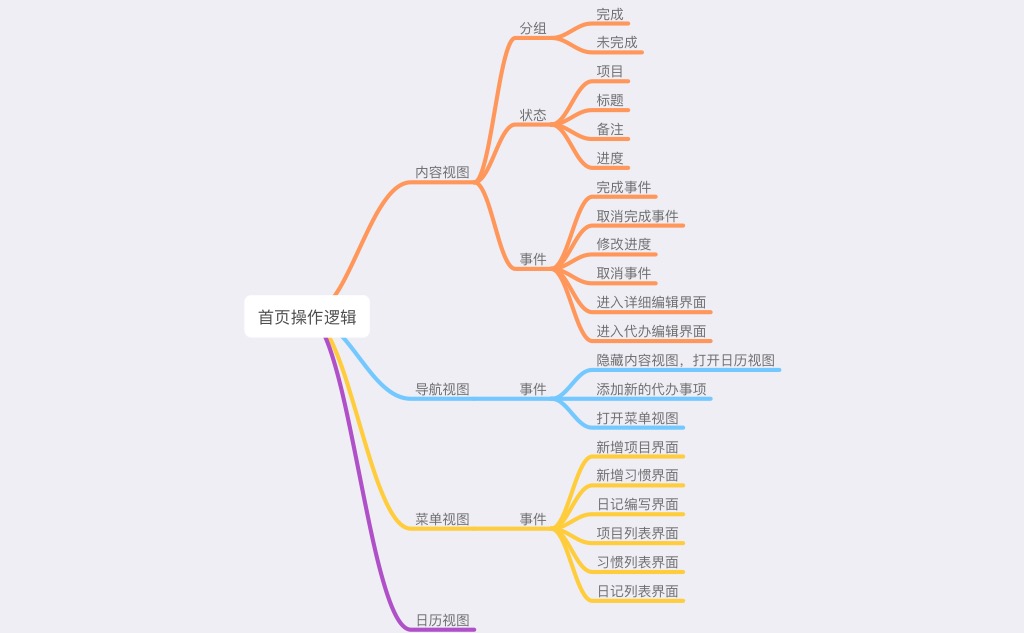 首页操作逻辑
内容视图
分组
完成
未完成
状态
项目
标题
备注
进度
事件
完成事件
取消完成事件
修改进度
取消事件
进入详细编辑界面
进入代办编辑界面
导航视图
事件
隐藏内容视图，打开日历视图
添加新的代办事项
打开菜单视图
菜单视图
事件
新增项目界面
新增习惯界面
日记编写界面
项目列表界面
习惯列表界面
日记列表界面
日历视图